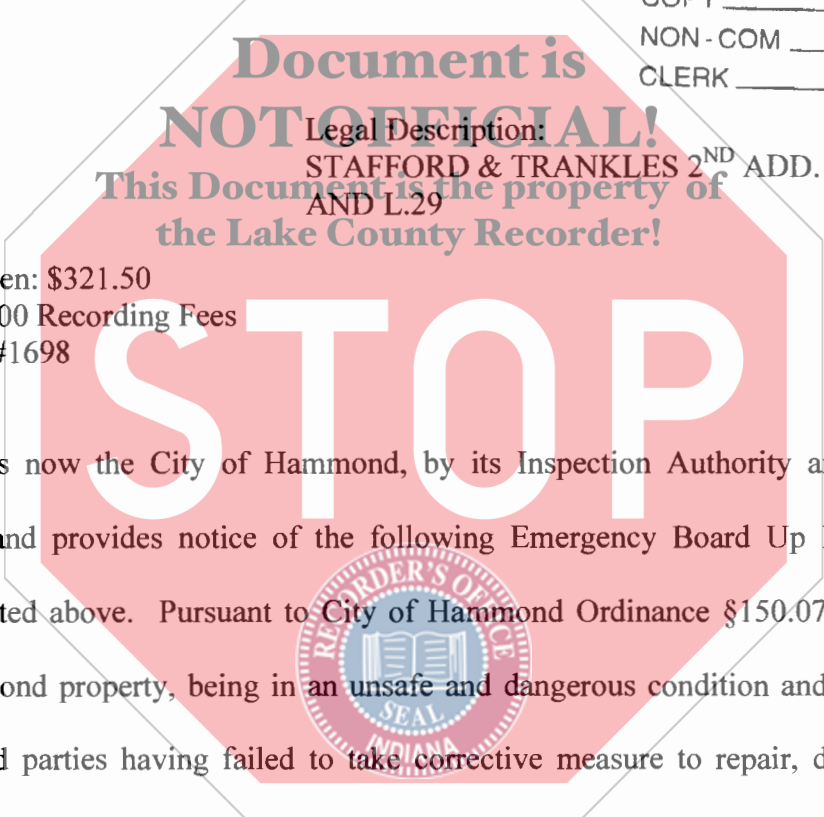 NON - COM
CLERK
Document is
NOT OFFICIAL!
This Document is the property of
the Lake County Recorder!
Legal Description:
STAFFORD & TRANKLES 2ND ADD.
AND L.29
en: $321.50
00 Recording Fees
#1698
STOP
s now the City of Hammond, by its Inspection Authority a
and provides notice of the following Emergency Board Up
ted above. Pursuant to City of Hammond Ordinance §150.07
ond property, being in an unsafe and dangerous condition and
d parties having failed to take corrective measure to repair, d
RECORDER'S OFFICE
SEAL
INDIANA